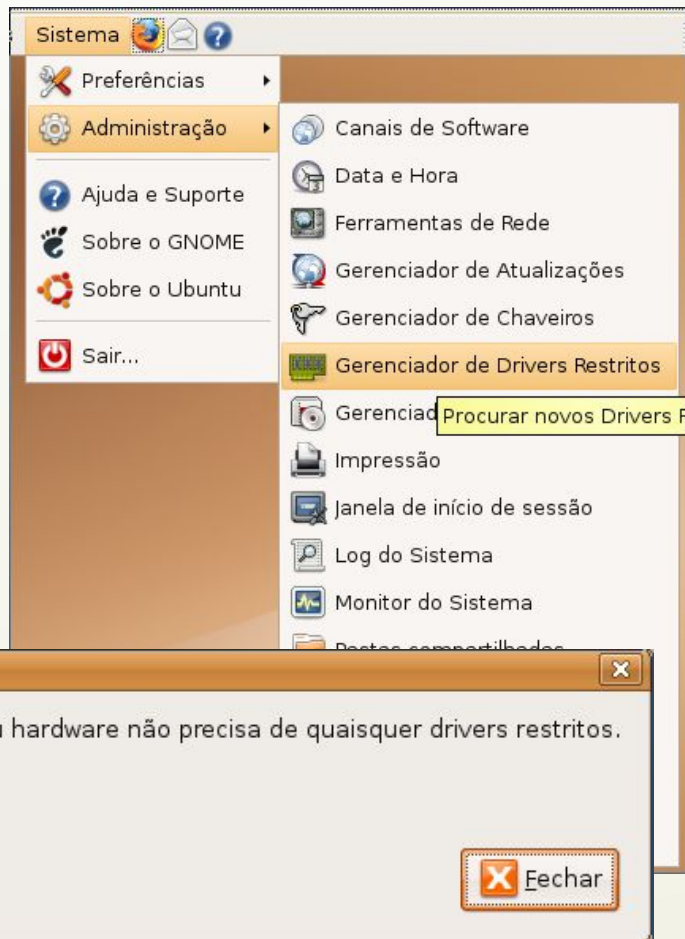 Sistema
Preferências
Administração
Ajuda e Suporte
Sobre o GNOME
Sobre o Ubuntu
Sair...
Canais de Software
Data e Hora
Ferramentas de Rede
Gerenciador de Atualizações
Gerenciador de Chaveiros
Gerenciador de Drivers Restritos
Gerenciad
Procurar novos Drivers
Impressão
Janela de início de sessão
Log do Sistema
Monitor do Sistema
Pastas compartilhadas
hardware não precisa de quaisquer drivers restritos.
Fechar